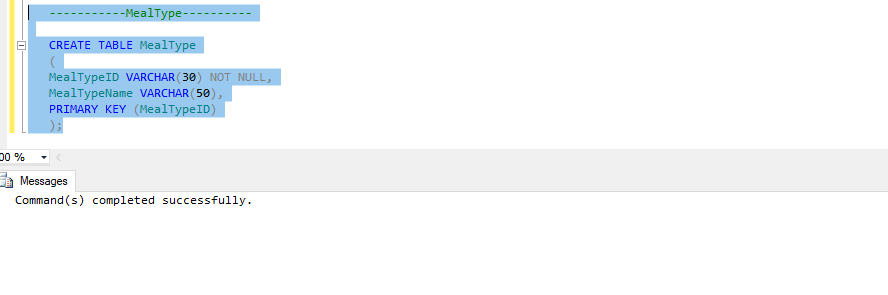 -----------MealType----------
CREATE TABLE MealType
(
MealTypeID VARCHAR(30) NOT NULL,
MealTypeName VARCHAR(50),
PRIMARY KEY (MealTypeID)
);
00 %
Messages
Command(s) completed successfully.